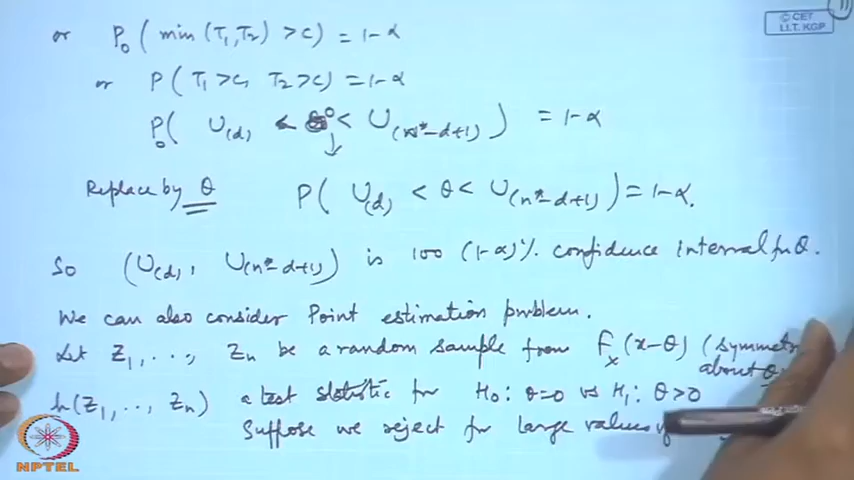 ©CET
I.I.T. KGP
11
or P₀(min(T₁,T₂) > c) = 1-α
or P(T₁>c, T₂>c) = 1-α
P₀( U₍d₎ < 0 < U₍n*-d+1₎ ) = 1-α
Replace by θ P( U₍d₎ < θ < U₍n*-d+1₎ ) = 1-α.
So (U₍d₎, U₍n*-d+1₎) is 100 (1-α)% confidence interval for θ.
We can also consider Point estimation problem.
Let Z₁, ..., Zn be a random sample from Fₓ(x-θ) (symmetr
about θ
h(Z₁, .., Zn) a test statistic for H₀: θ=0 vs H₁: θ>0
Suppose we reject for large values
NPTEL